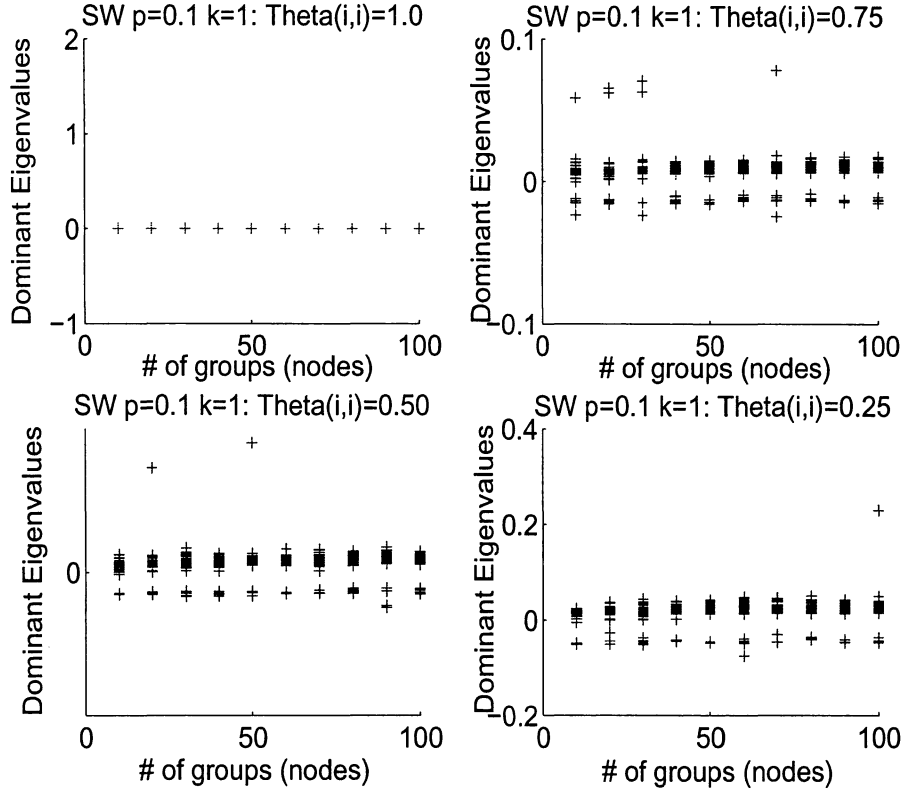 SW p=0.1 k=1: Theta(i,i)=1.0
Dominant Eigenvalues
2
1
0
−1
0
50
100
# of groups (nodes)
SW p=0.1 k=1: Theta(i,i)=0.75
Dominant Eigenvalues
0.1
0
−0.1
0
50
100
# of groups (nodes)
SW p=0.1 k=1: Theta(i,i)=0.50
Dominant Eigenvalues
0
0
50
100
# of groups (nodes)
SW p=0.1 k=1: Theta(i,i)=0.25
Dominant Eigenvalues
0.4
0.2
0
−0.2
0
50
100
# of groups (nodes)